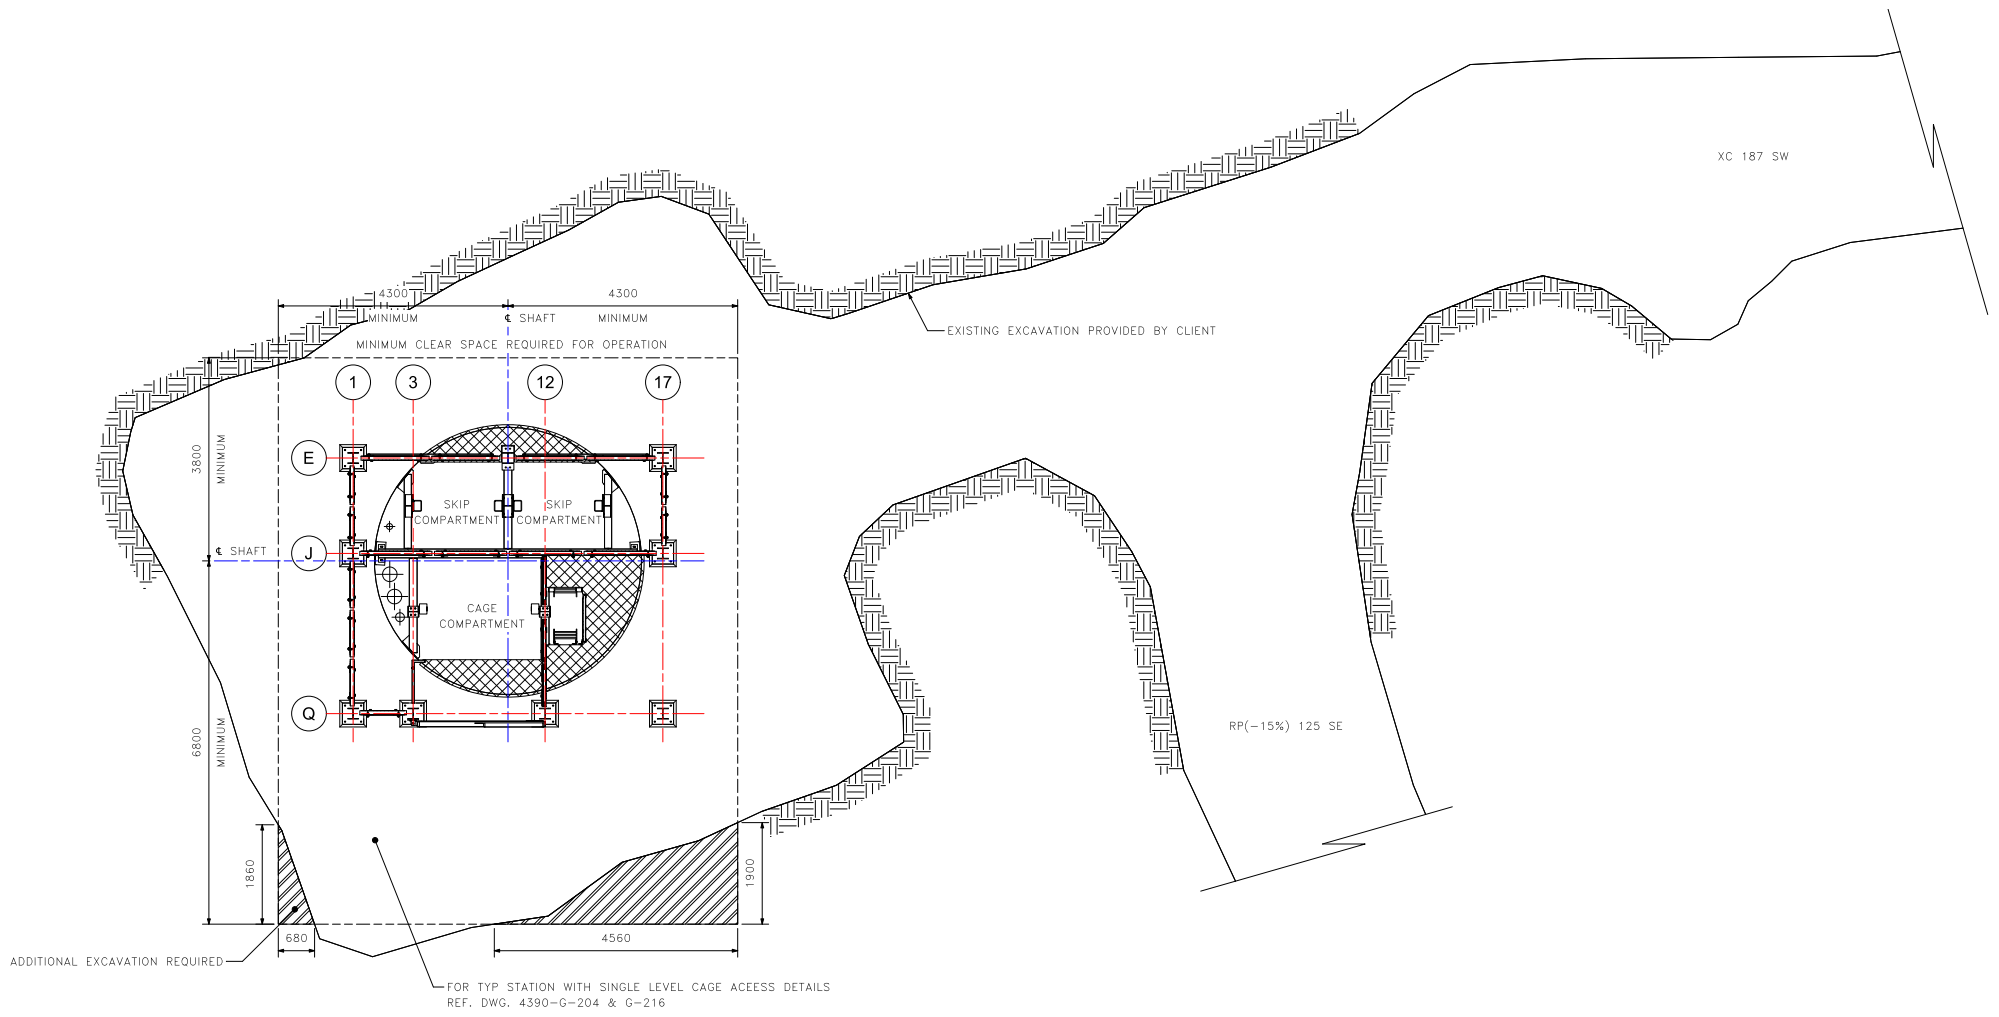 XC 187 SW
4300
4300
MINIMUM
℄ SHAFT
MINIMUM
EXISTING EXCAVATION PROVIDED BY CLIENT
MINIMUM CLEAR SPACE REQUIRED FOR OPERATION
1
3
12
17
3800
MINIMUM
E
SKIP
COMPARTMENT
SKIP
COMPARTMENT
℄ SHAFT
J
CAGE
COMPARTMENT
Q
6800
MINIMUM
RP(-15%) 125 SE
1860
1900
680
4560
ADDITIONAL EXCAVATION REQUIRED
FOR TYP STATION WITH SINGLE LEVEL CAGE ACEESS DETAILS
REF. DWG. 4390-G-204 & G-216